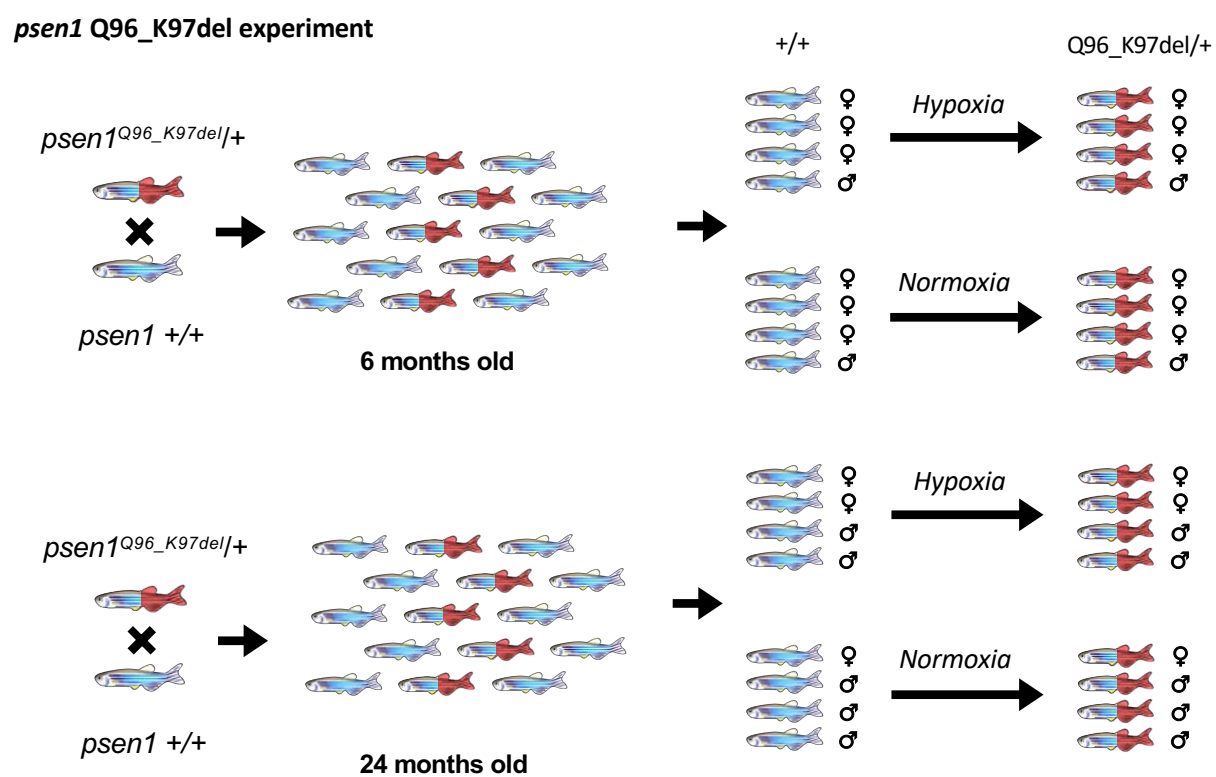 psen1 Q96_K97del experiment
+/+
Q96_K97del/+
psen1Q96_K97del/+
psen1 +/+
6 months old
♀
♀
♀
♂
Hypoxia
♀
♀
♀
♂
♀
♀
♀
♂
Normoxia
♀
♀
♀
♂
psen1Q96_K97del/+
psen1 +/+
24 months old
♀
♀
♂
♂
Hypoxia
♀
♀
♂
♂
♀
♂
♂
♂
Normoxia
♀
♂
♂
♂